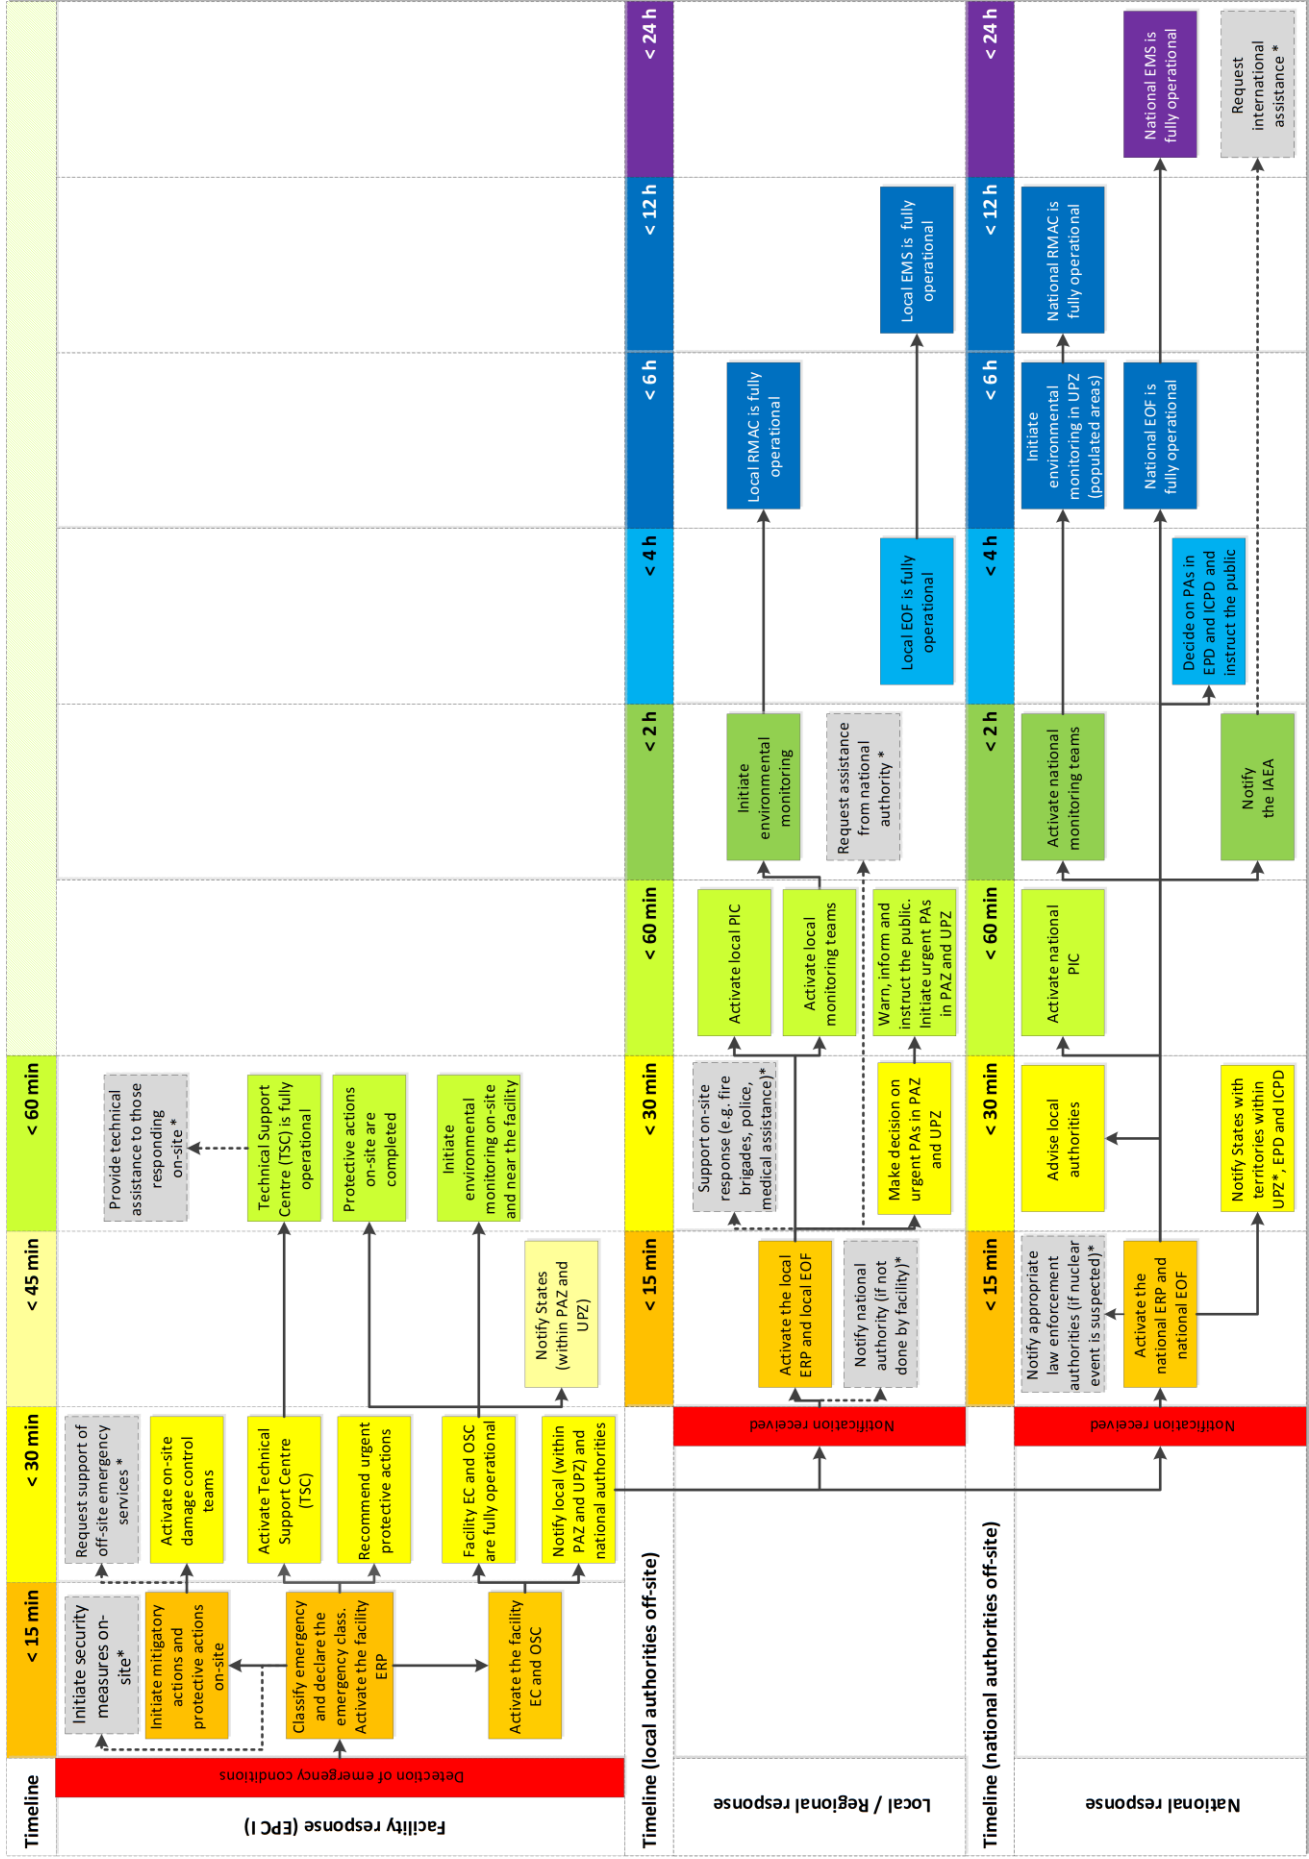 Timeline
< 15 min
< 30 min
< 45 min
< 60 min
Facility response (EPC I)
Detection of emergency conditions
Initiate security
measures on-
site*
Initiate mitigatory
actions and
protective actions
on-site
Classify emergency
and declare the
emergency class.
Activate the facility
ERP
Activate the facility
EC and OSC
Request support of
off-site emergency
services *
Activate on-site
damage control
teams
Activate Technical
Support Centre
(TSC)
Recommend urgent
protective actions
Facility EC and OSC
are fully operational
Notify local (within
PAZ and UPZ) and
national authorities
Notify States
(within PAZ and
UPZ)
Provide technical
assistance to those
responding
on-site *
Technical Support
Centre (TSC) is fully
operational
Protective actions
on-site are
completed
Initiate
environmental
monitoring on-site
and near the facility
Timeline (local authorities off-site)
< 15 min
< 30 min
< 60 min
< 2 h
< 4 h
< 6 h
< 12 h
< 24 h
Local / Regional response
Notification received
Activate the local
ERP and local EOF
Notify national
authority (if not
done by facility)*
Support on-site
response (e.g. fire
brigades, police,
medical assistance)*
Make decision on
urgent PAs in PAZ
and UPZ
Activate local PIC
Activate local
monitoring teams
Warn, inform and
instruct the public.
Initiate urgent PAs
in PAZ and UPZ
Initiate
environmental
monitoring
Request assistance
from national
authority *
Local EOF is fully
operational
Local RMAC is fully
operational
Local EMS is fully
operational
Timeline (national authorities off-site)
< 15 min
< 30 min
< 60 min
< 2 h
< 4 h
< 6 h
< 12 h
< 24 h
National response
Notification received
Notify appropriate
law enforcement
authorities (if nuclear
event is suspected)*
Activate the
national ERP and
national EOF
Advise local
authorities
Notify States with
territories within
UPZ*, EPD and ICPD
Activate national
PIC
Activate national
monitoring teams
Notify
the IAEA
Decide on PAs in
EPD and ICPD and
instruct the public
Initiate
environmental
monitoring in UPZ
(populated areas)
National EOF is
fully operational
National RMAC is
fully operational
National EMS is
fully operational
Request
international
assistance *